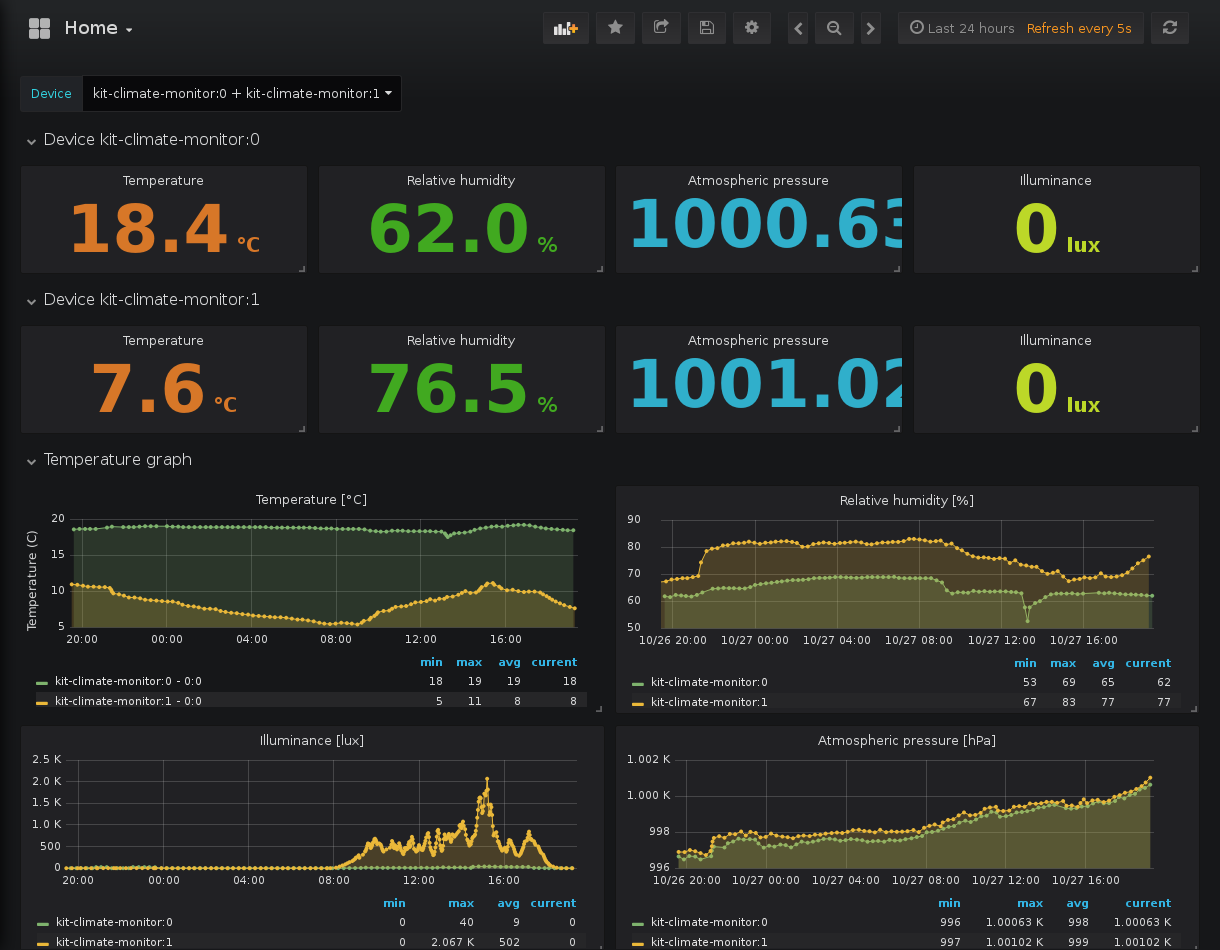 Home
Last 24 hours Refresh every 5s
Device kit-climate-monitor:0 + kit-climate-monitor:1
Device kit-climate-monitor:0
Temperature Relative humidity Atmospheric pressure Illuminance
18.4 °C 62.0 % 1000.63 0 lux
Device kit-climate-monitor:1
Temperature Relative humidity Atmospheric pressure Illuminance
7.6 °C 76.5 % 1001.02 0 lux
Temperature graph
Temperature [°C]
Temperature (C)
20
15
10
5
20:00 00:00 04:00 08:00 12:00 16:00
min max avg current
kit-climate-monitor:0 - 0:0 18 19 19 18
kit-climate-monitor:1 - 0:0 5 11 8 8
Relative humidity [%]
90
80
70
60
50
10/26 20:00 10/27 00:00 10/27 04:00 10/27 08:00 10/27 12:00 10/27 16:00
min max avg current
kit-climate-monitor:0 53 69 65 62
kit-climate-monitor:1 67 83 77 77
Illuminance [lux]
2.5 K
2.0 K
1.5 K
1.0 K
500
0
20:00 00:00 04:00 08:00 12:00 16:00
min max avg current
kit-climate-monitor:0 0 40 9 0
kit-climate-monitor:1 0 2.067 K 502 0
Atmospheric pressure [hPa]
1.002 K
1.000 K
998
996
10/26 20:00 10/27 00:00 10/27 04:00 10/27 08:00 10/27 12:00 10/27 16:00
min max avg current
kit-climate-monitor:0 996 1.00063 K 998 1.00063 K
kit-climate-monitor:1 997 1.00102 K 999 1.00102 K